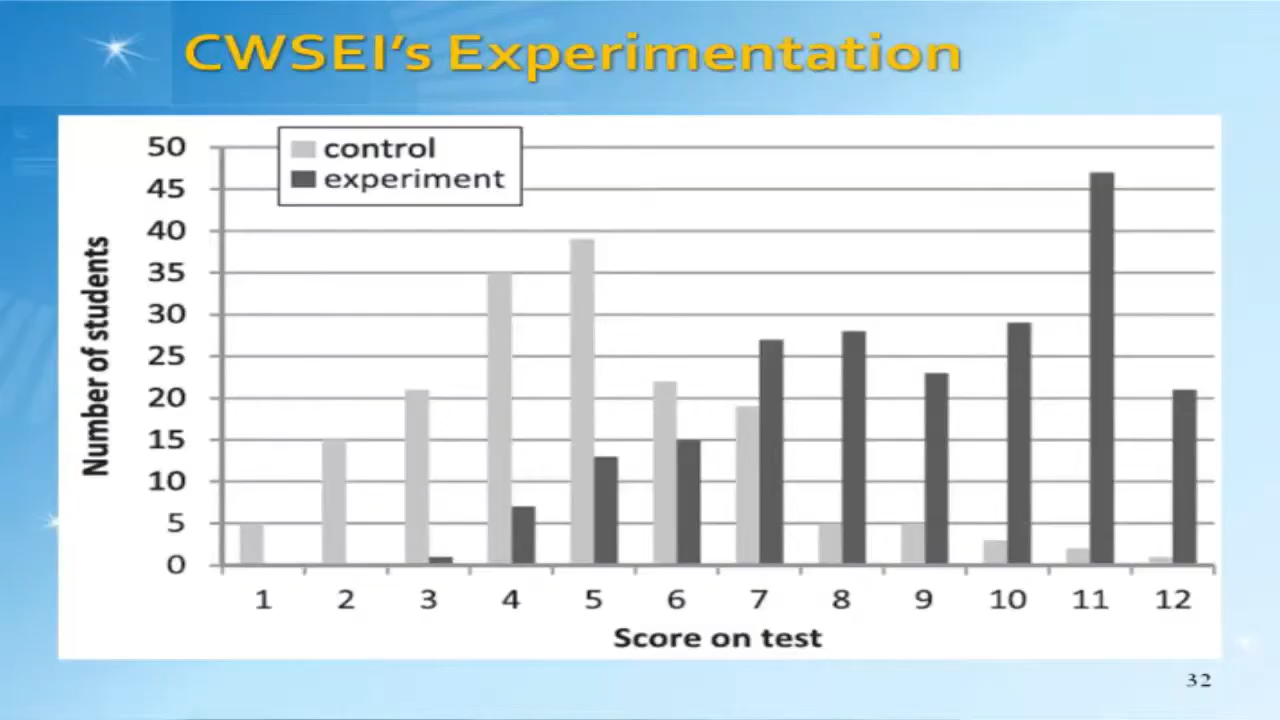 CWSEI's Experimentation
control
experiment
Number of students
50
45
40
35
30
25
20
15
10
5
0
1 2 3 4 5 6 7 8 9 10 11 12
Score on test
32